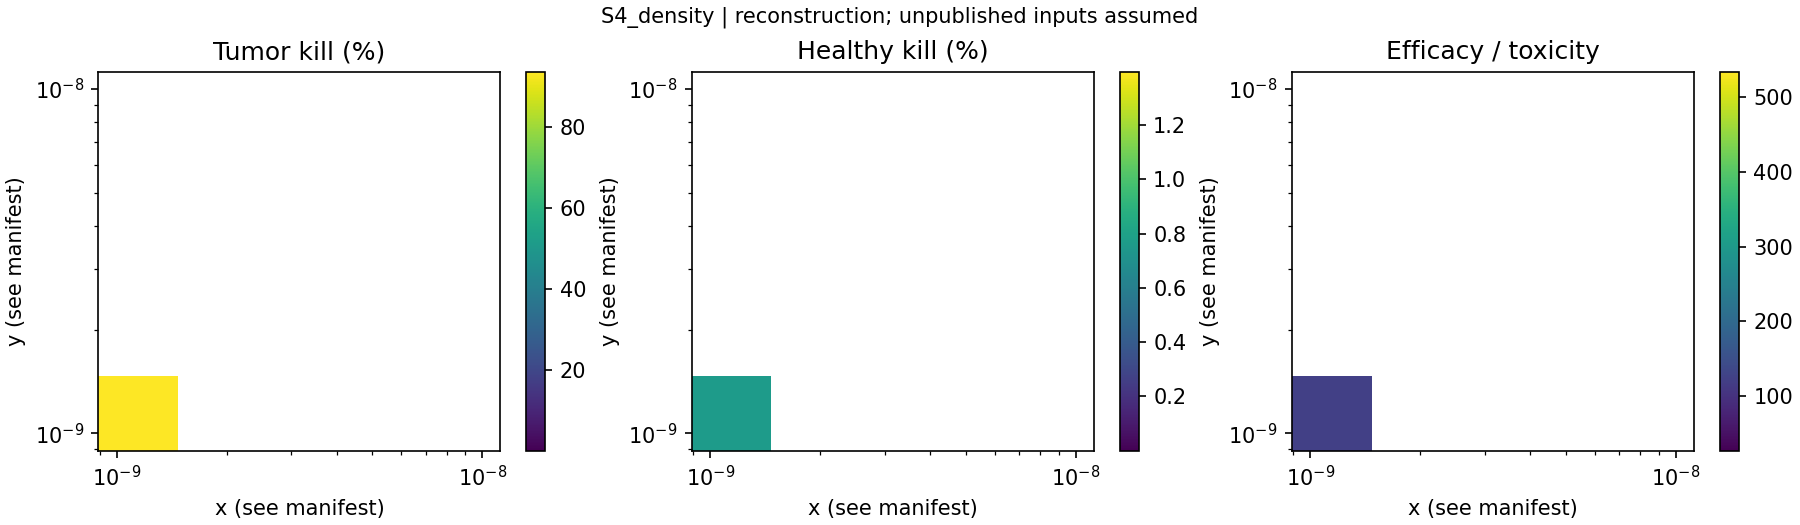 S4_density | reconstruction; unpublished inputs assumed
Tumor kill (%)
10⁻⁸
10⁻⁹
y (see manifest)
10⁻⁹
10⁻⁸
x (see manifest)
80
60
40
20
Healthy kill (%)
10⁻⁸
10⁻⁹
y (see manifest)
10⁻⁹
10⁻⁸
x (see manifest)
1.2
1.0
0.8
0.6
0.4
0.2
Efficacy / toxicity
10⁻⁸
10⁻⁹
y (see manifest)
10⁻⁹
10⁻⁸
x (see manifest)
500
400
300
200
100